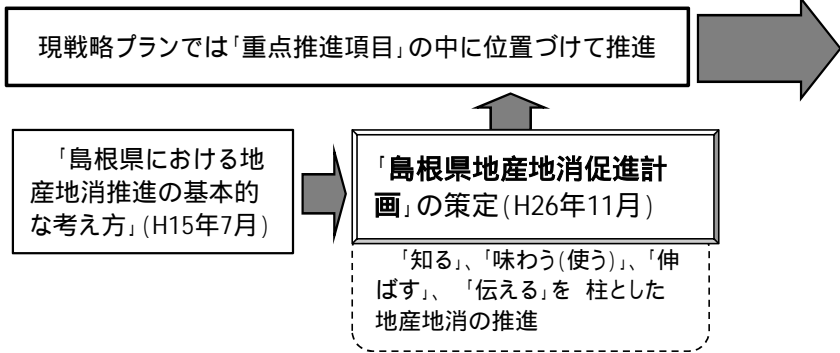 現戦略プランでは「重点推進項目」の中に位置づけて推進
「島根県における地
産地消推進の基本的
な考え方」(H15年7月)
「島根県地産地消促進計
画」の策定(H26年11月)
「知る」、「味わう(使う)」、「伸
ばす」、「伝える」を 柱とした
地産地消の推進